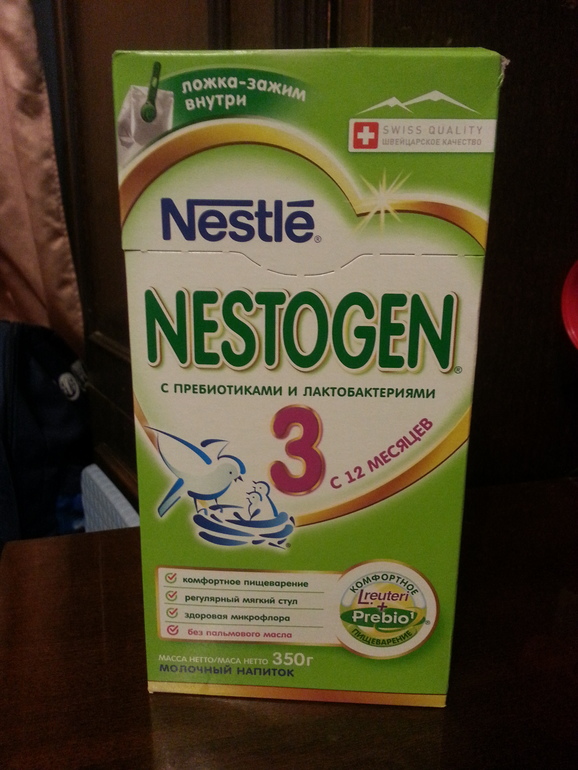 ложка-зажим
внутри
SWISS QUALITY
ШВЕЙЦАРСКОЕ КАЧЕСТВО
Nestlé®
NESTOGEN®
С ПРЕБИОТИКАМИ И ЛАКТОБАКТЕРИЯМИ
3
С 12 МЕСЯЦЕВ
комфортное пищеварение
регулярный мягкий стул
здоровая микрофлора
без пальмового масла
КОМФОРТНОЕ
L.reuteri
+
Prebio1
ПИЩЕВАРЕНИЕ
МАССА НЕТТО/МАСА НЕТТО 350г
МОЛОЧНЫЙ НАПИТОК